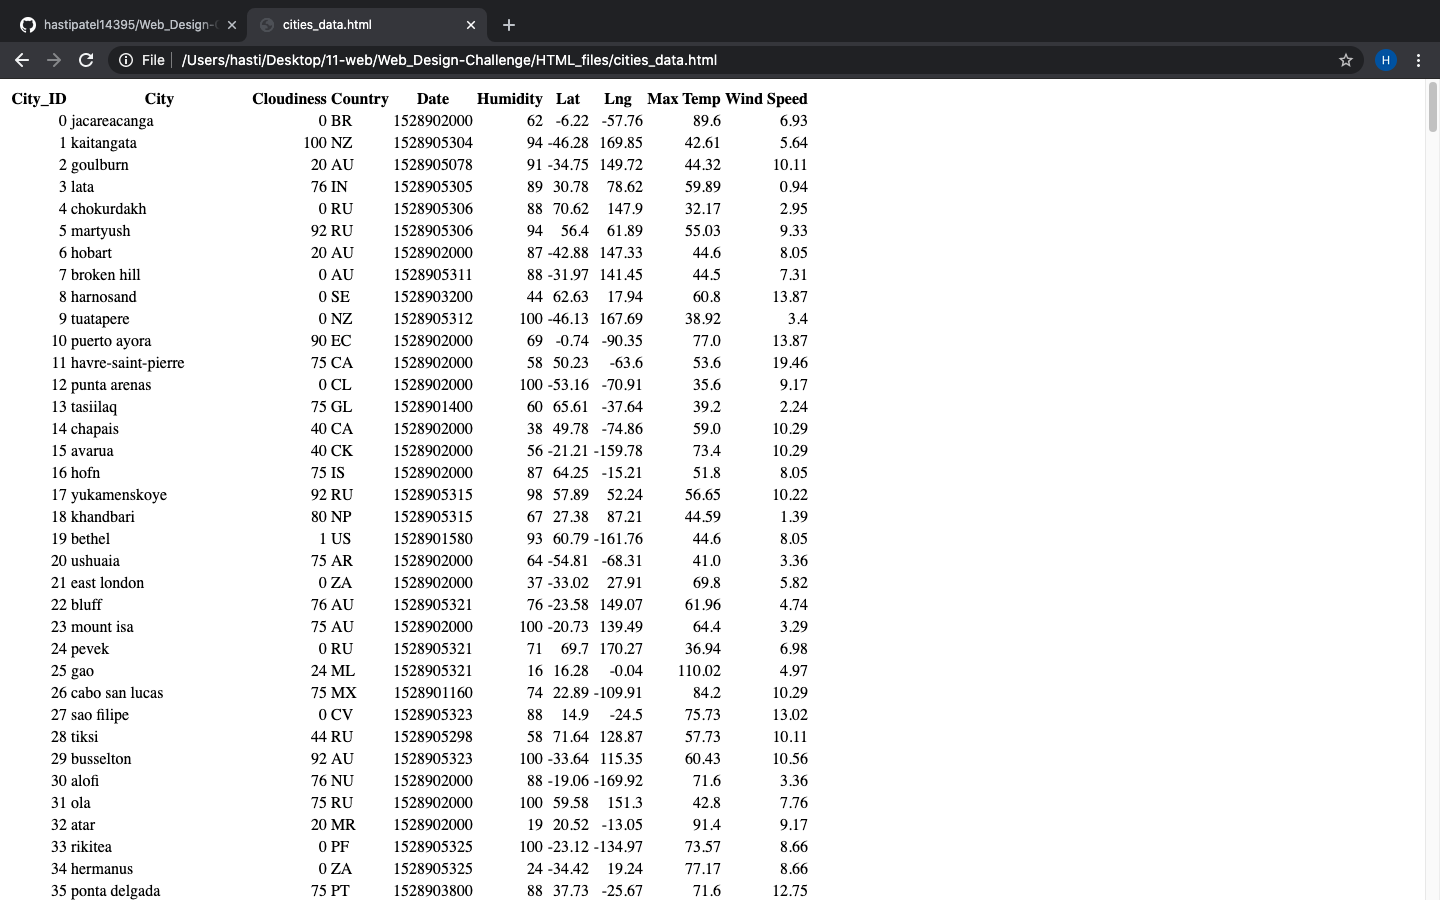 hastipatel14395/Web_Design-C
cities_data.html
File /Users/hasti/Desktop/11-web/Web_Design-Challenge/HTML_files/cities_data.html
H
City_ID City Cloudiness Country Date Humidity Lat Lng Max Temp Wind Speed
0 jacareacanga 0 BR 1528902000 62 -6.22 -57.76 89.6 6.93
1 kaitangata 100 NZ 1528905304 94 -46.28 169.85 42.61 5.64
2 goulburn 20 AU 1528905078 91 -34.75 149.72 44.32 10.11
3 lata 76 IN 1528905305 89 30.78 78.62 59.89 0.94
4 chokurdakh 0 RU 1528905306 88 70.62 147.9 32.17 2.95
5 martyush 92 RU 1528905306 94 56.4 61.89 55.03 9.33
6 hobart 20 AU 1528902000 87 -42.88 147.33 44.6 8.05
7 broken hill 0 AU 1528905311 88 -31.97 141.45 44.5 7.31
8 harnosand 0 SE 1528903200 44 62.63 17.94 60.8 13.87
9 tuatapere 0 NZ 1528905312 100 -46.13 167.69 38.92 3.4
10 puerto ayora 90 EC 1528902000 69 -0.74 -90.35 77.0 13.87
11 havre-saint-pierre 75 CA 1528902000 58 50.23 -63.6 53.6 19.46
12 punta arenas 0 CL 1528902000 100 -53.16 -70.91 35.6 9.17
13 tasiilaq 75 GL 1528901400 60 65.61 -37.64 39.2 2.24
14 chapais 40 CA 1528902000 38 49.78 -74.86 59.0 10.29
15 avarua 40 CK 1528902000 56 -21.21 -159.78 73.4 10.29
16 hofn 75 IS 1528902000 87 64.25 -15.21 51.8 8.05
17 yukamenskoye 92 RU 1528905315 98 57.89 52.24 56.65 10.22
18 khandbari 80 NP 1528905315 67 27.38 87.21 44.59 1.39
19 bethel 1 US 1528901580 93 60.79 -161.76 44.6 8.05
20 ushuaia 75 AR 1528902000 64 -54.81 -68.31 41.0 3.36
21 east london 0 ZA 1528902000 37 -33.02 27.91 69.8 5.82
22 bluff 76 AU 1528905321 76 -23.58 149.07 61.96 4.74
23 mount isa 75 AU 1528902000 100 -20.73 139.49 64.4 3.29
24 pevek 0 RU 1528905321 71 69.7 170.27 36.94 6.98
25 gao 24 ML 1528905321 16 16.28 -0.04 110.02 4.97
26 cabo san lucas 75 MX 1528901160 74 22.89 -109.91 84.2 10.29
27 sao filipe 0 CV 1528905323 88 14.9 -24.5 75.73 13.02
28 tiksi 44 RU 1528905298 58 71.64 128.87 57.73 10.11
29 busselton 92 AU 1528905323 100 -33.64 115.35 60.43 10.56
30 alofi 76 NU 1528902000 88 -19.06 -169.92 71.6 3.36
31 ola 75 RU 1528902000 100 59.58 151.3 42.8 7.76
32 atar 20 MR 1528902000 19 20.52 -13.05 91.4 9.17
33 rikitea 0 PF 1528905325 100 -23.12 -134.97 73.57 8.66
34 hermanus 0 ZA 1528905325 24 -34.42 19.24 77.17 8.66
35 ponta delgada 75 PT 1528903800 88 37.73 -25.67 71.6 12.75